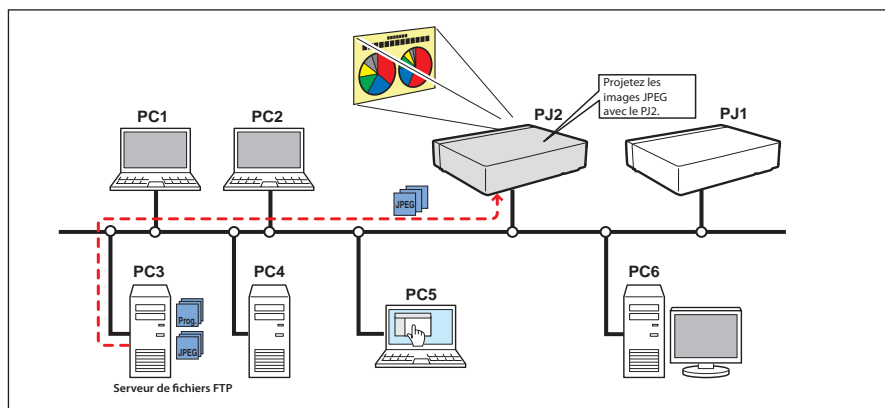 Projetez les
images JPEG
avec le PJ2.
PC1
PC2
PJ2
PJ1
JPEG
PC3
PC4
PC5
PC6
Prog.
JPEG
Serveur de fichiers FTP